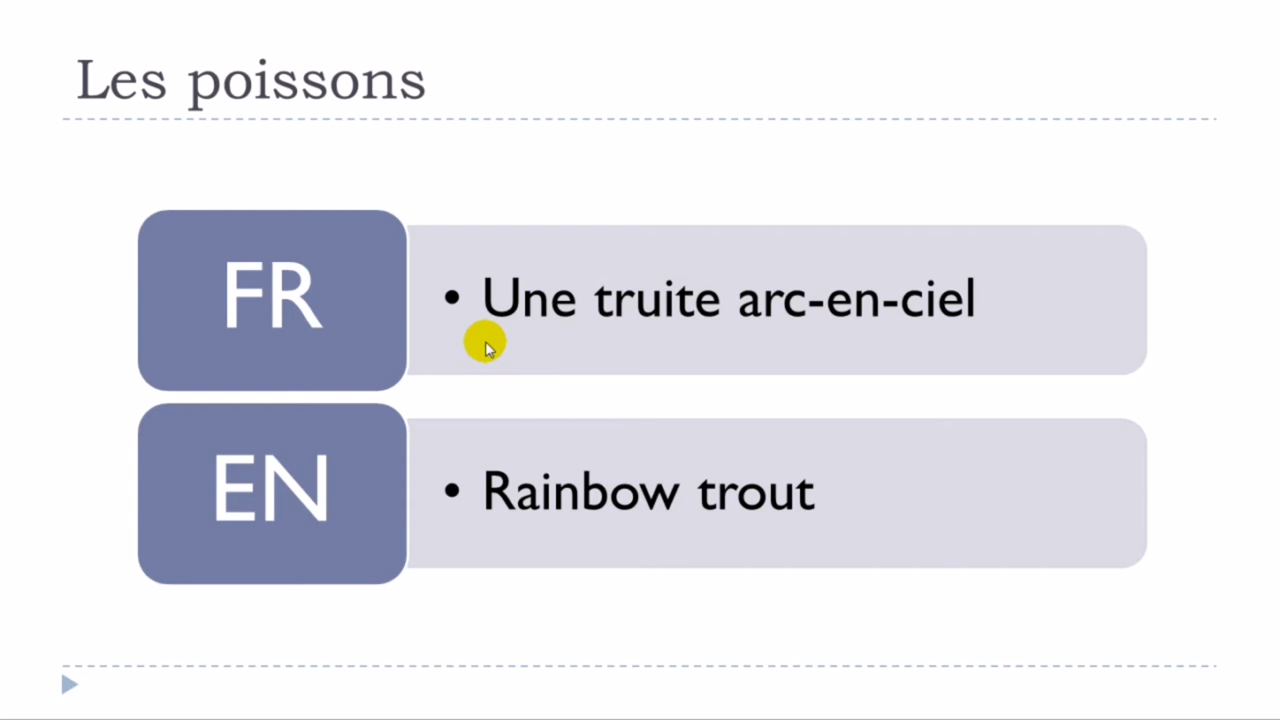 Les poissons
FR
• Une truite arc-en-ciel
EN
• Rainbow trout